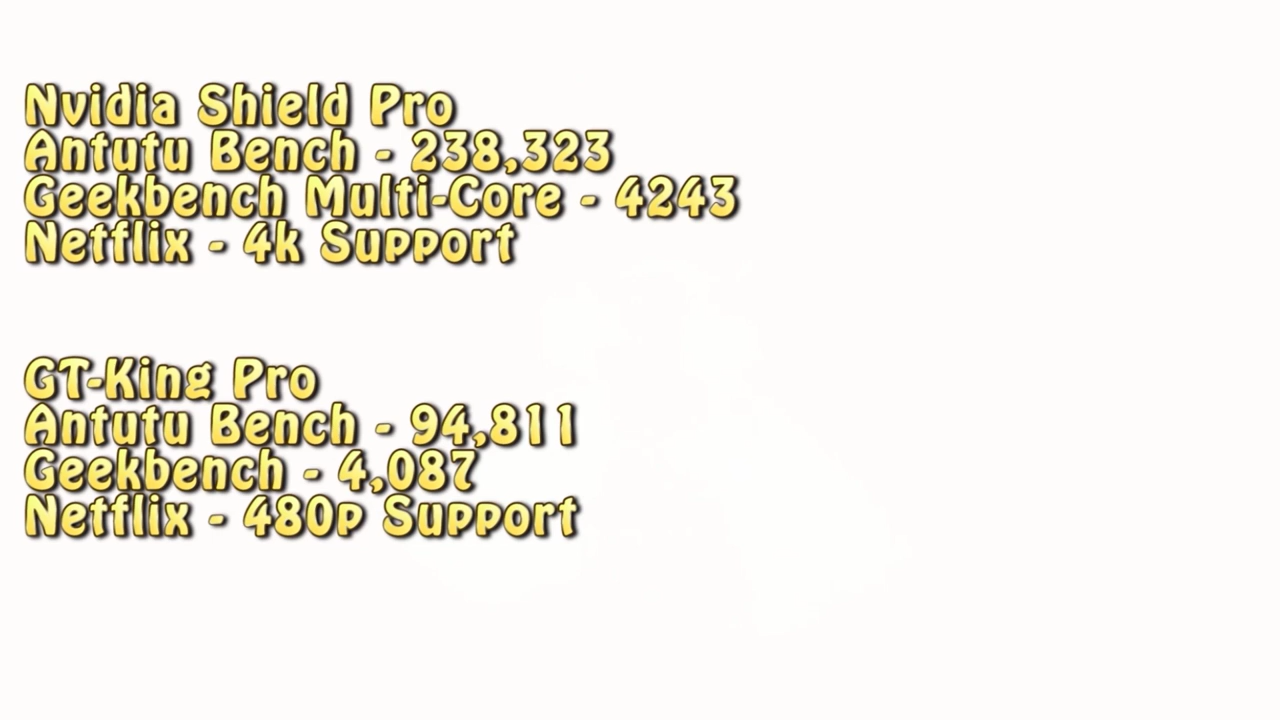 Nvidia Shield Pro
Antutu Bench - 238,323
Geekbench Multi-Core - 4243
Netflix - 4k Support
GT-King Pro
Antutu Bench - 94,811
Geekbench - 4,087
Netflix - 480p Support